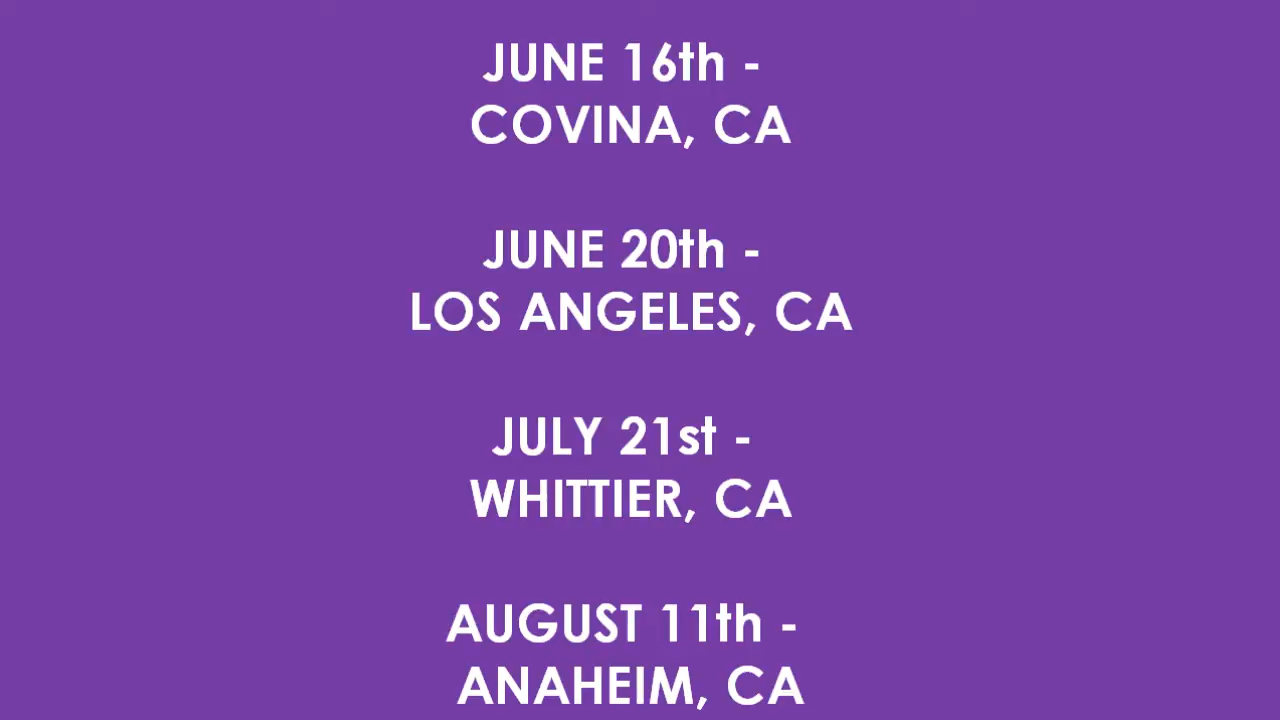 JUNE 16th -
COVINA, CA
JUNE 20th -
LOS ANGELES, CA
JULY 21st -
WHITTIER, CA
AUGUST 11th -
ANAHEIM, CA